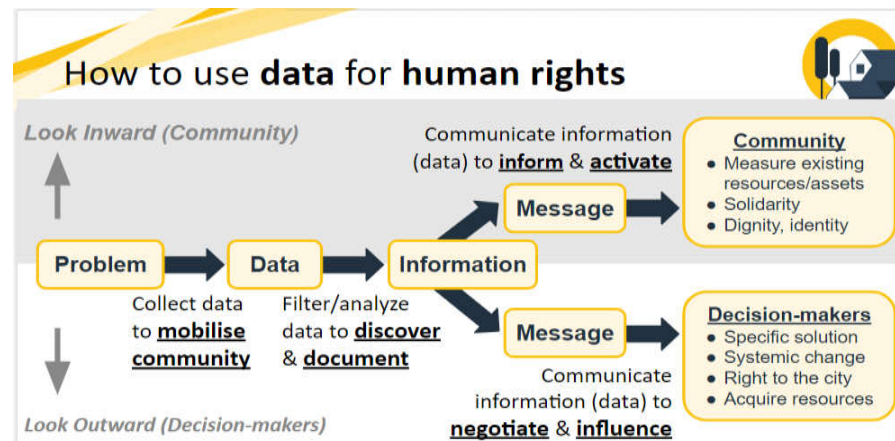 How to use data for human rights
Look Inward (Community)
Communicate information
(data) to inform & activate
Message
Community
● Measure existing
resources/assets
● Solidarity
● Dignity, identity
Problem
Data
Information
Collect data
to mobilise
community
Filter/analyze
data to discover
& document
Message
Decision-makers
● Specific solution
● Systemic change
● Right to the city
● Acquire resources
Communicate
information (data) to
negotiate & influence
Look Outward (Decision-makers)